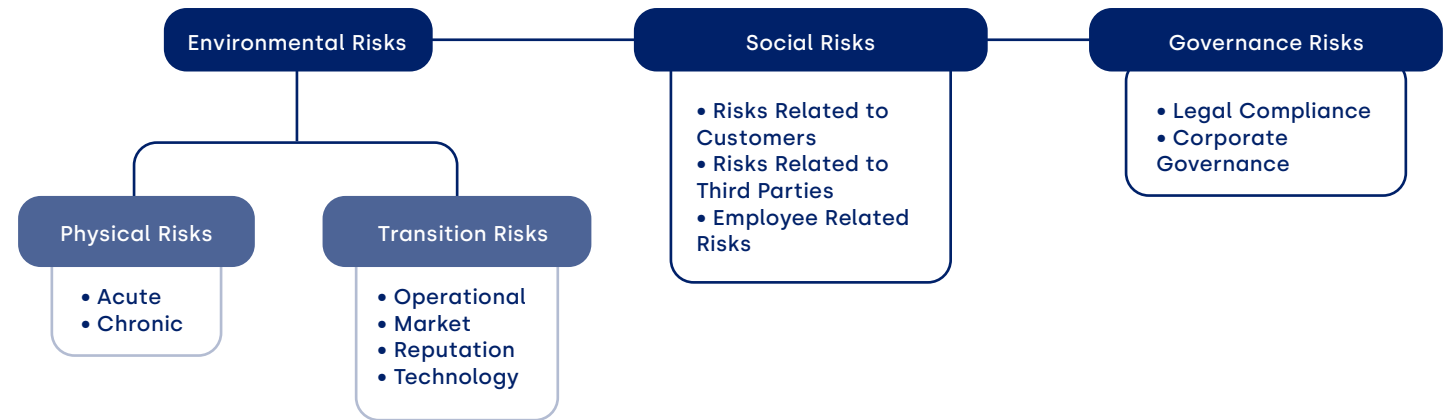 Environmental Risks
Social Risks
Governance Risks
• Risks Related to
Customers
• Risks Related to
Third Parties
• Employee Related
Risks
• Legal Compliance
• Corporate
Governance
Physical Risks
Transition Risks
• Acute
• Chronic
• Operational
• Market
• Reputation
• Technology